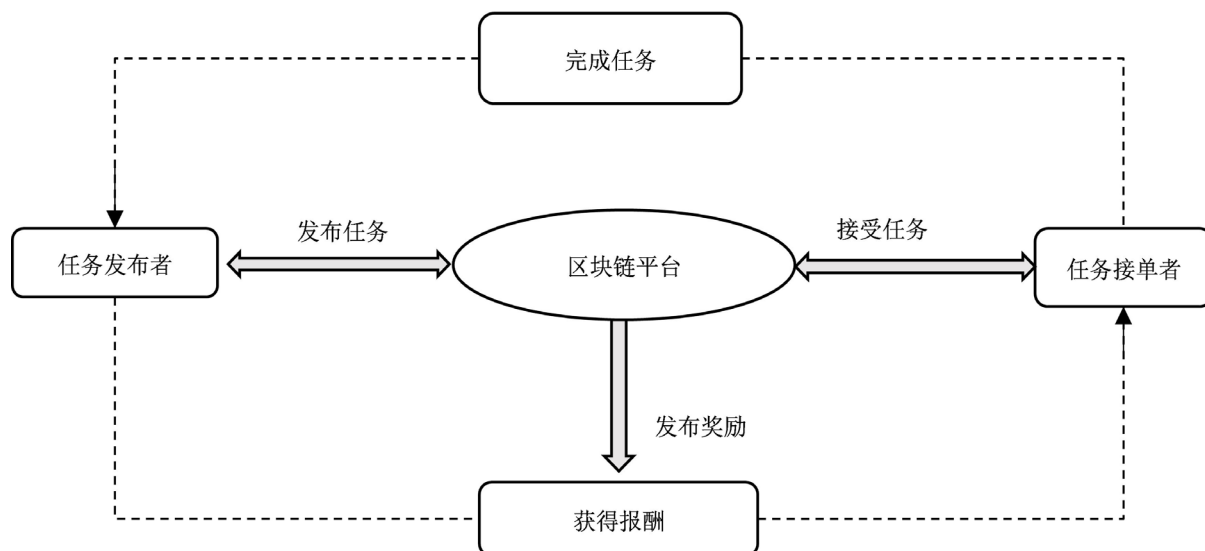 完成任务
发布任务
接受任务
任务发布者
区块链平台
任务接单者
发布奖励
获得报酬